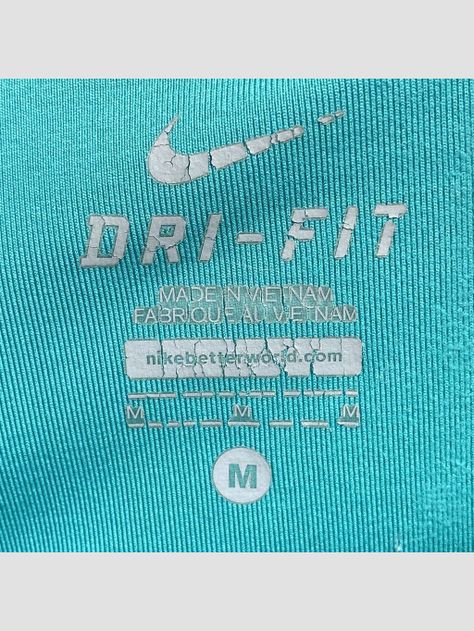 DRI-FIT
MADE IN VIETNAM
FABRIQUE AU VIETNAM
nikebetterworld.com
M M M
M